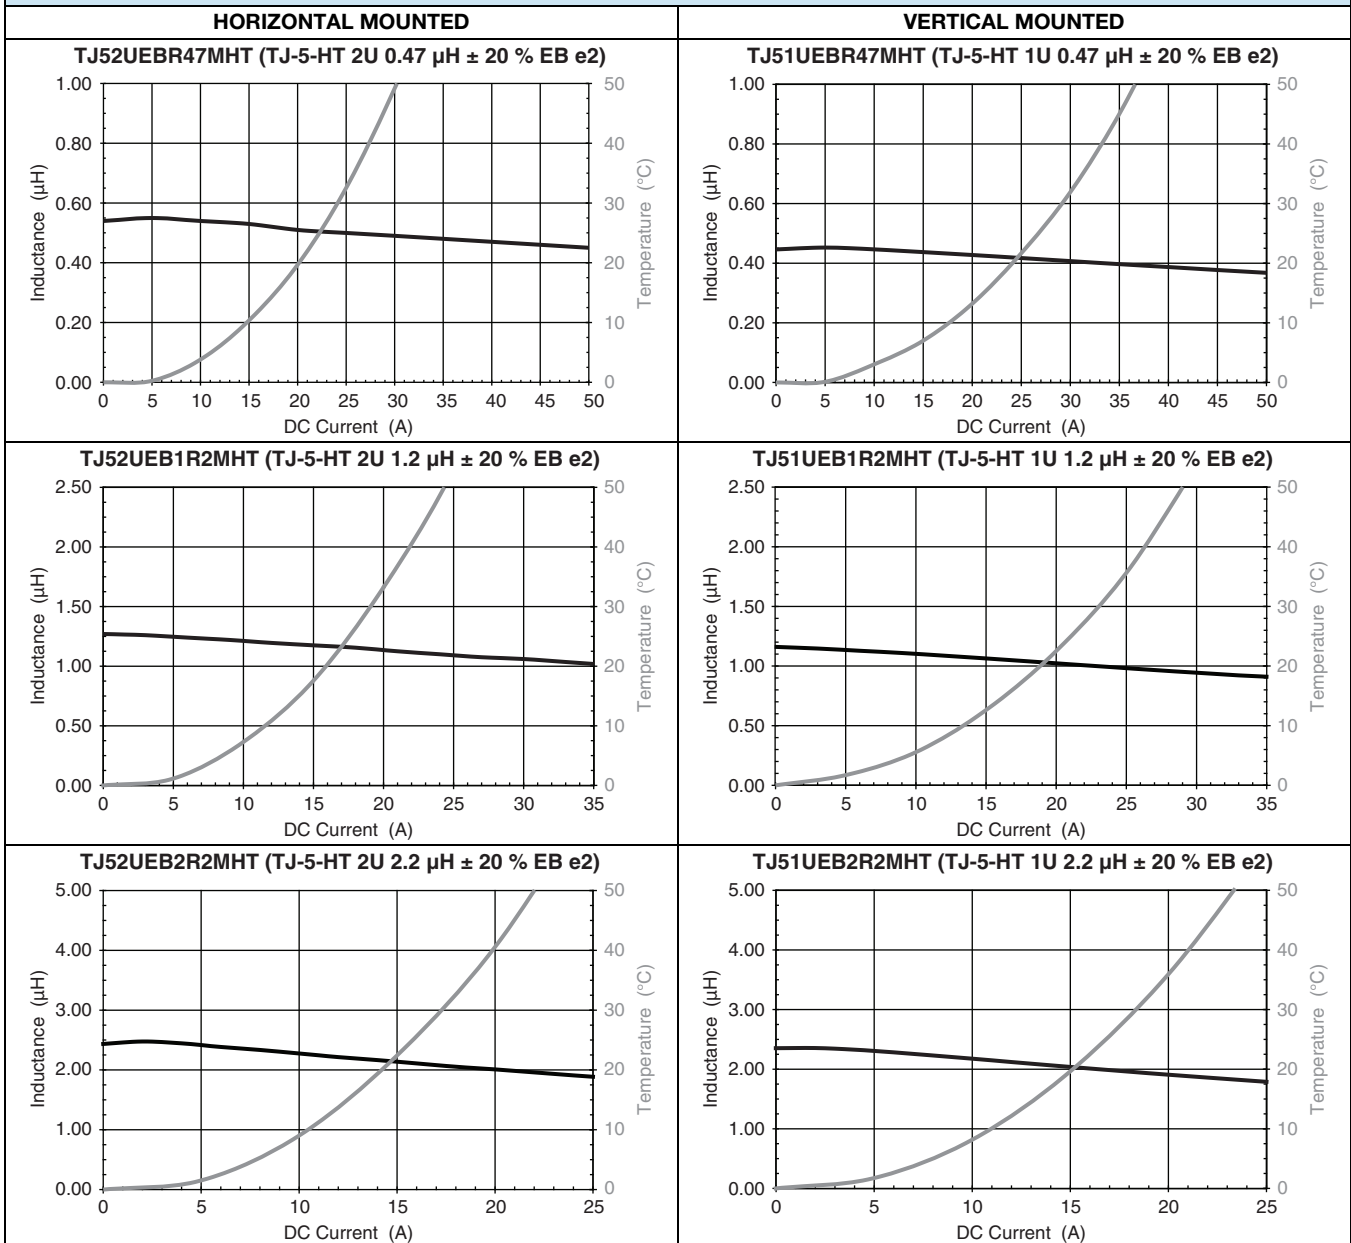 HORIZONTAL MOUNTED
VERTICAL MOUNTED
TJ52UEBR47MHT (TJ-5-HT 2U 0.47 µH ± 20 % EB e2)
1.00
0.80
0.60
0.40
0.20
0.00
Inductance (µH)
50
40
30
20
10
0
Temperature (°C)
0 5 10 15 20 25 30 35 40 45 50
DC Current (A)
TJ51UEBR47MHT (TJ-5-HT 1U 0.47 µH ± 20 % EB e2)
1.00
0.80
0.60
0.40
0.20
0.00
Inductance (µH)
50
40
30
20
10
0
Temperature (°C)
0 5 10 15 20 25 30 35 40 45 50
DC Current (A)
TJ52UEB1R2MHT (TJ-5-HT 2U 1.2 µH ± 20 % EB e2)
2.50
2.00
1.50
1.00
0.50
0.00
Inductance (µH)
50
40
30
20
10
0
Temperature (°C)
0 5 10 15 20 25 30 35
DC Current (A)
TJ51UEB1R2MHT (TJ-5-HT 1U 1.2 µH ± 20 % EB e2)
2.50
2.00
1.50
1.00
0.50
0.00
Inductance (µH)
50
40
30
20
10
0
Temperature (°C)
0 5 10 15 20 25 30 35
DC Current (A)
TJ52UEB2R2MHT (TJ-5-HT 2U 2.2 µH ± 20 % EB e2)
5.00
4.00
3.00
2.00
1.00
0.00
Inductance (µH)
50
40
30
20
10
0
Temperature (°C)
0 5 10 15 20 25
DC Current (A)
TJ51UEB2R2MHT (TJ-5-HT 1U 2.2 µH ± 20 % EB e2)
5.00
4.00
3.00
2.00
1.00
0.00
Inductance (µH)
50
40
30
20
10
0
Temperature (°C)
0 5 10 15 20 25
DC Current (A)